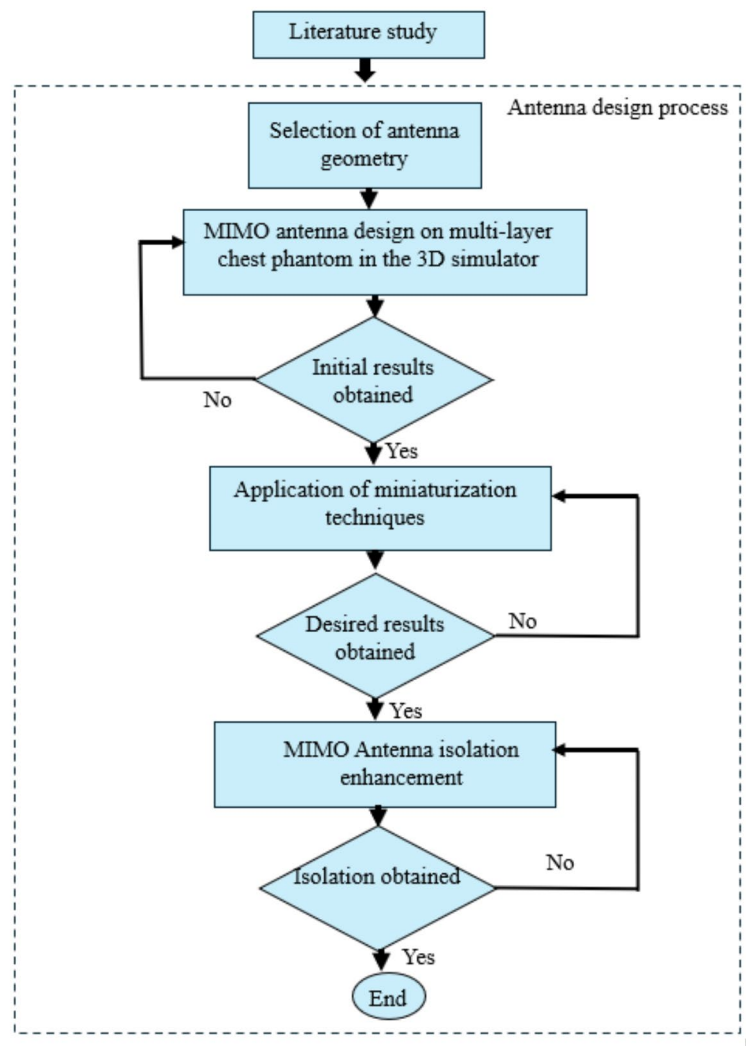 Literature study
Antenna design process
Selection of antenna
geometry
MIMO antenna design on multi-layer
chest phantom in the 3D simulator
Initial results
obtained
No
Yes
Application of miniaturization
techniques
Desired results
obtained
No
Yes
MIMO Antenna isolation
enhancement
Isolation obtained
No
Yes
End